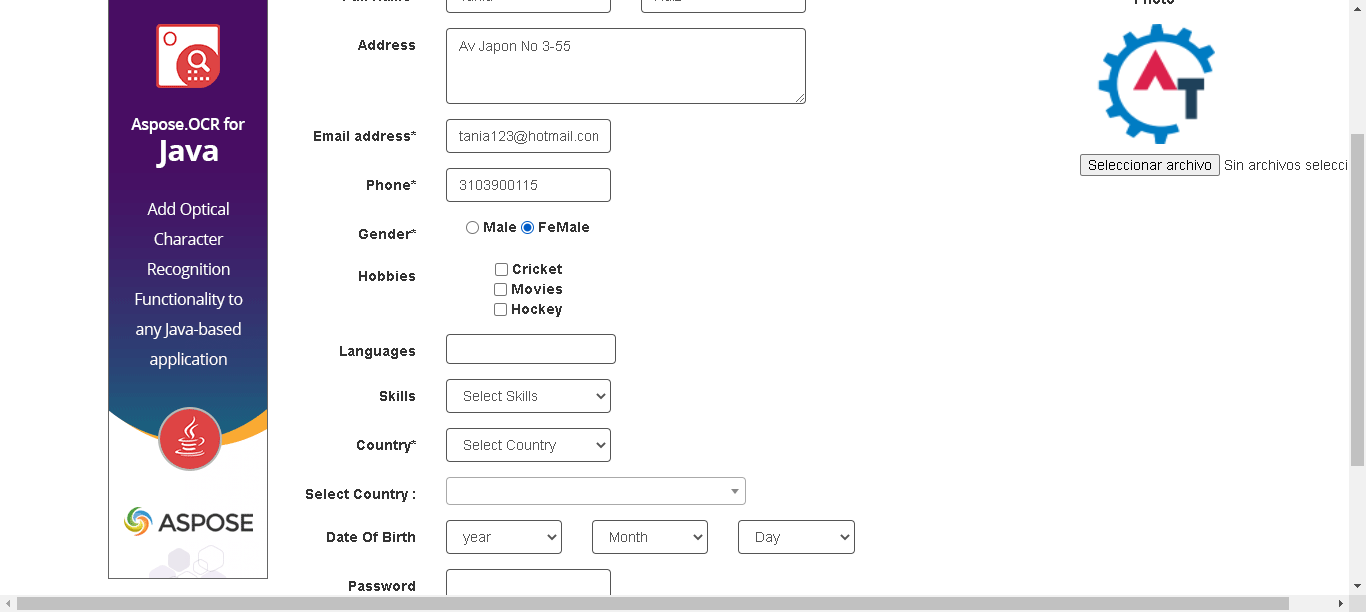 Photo
Address
Av Japon No 3-55
Email address*
tania123@hotmail.con
Phone*
3103900115
Gender*
Male FeMale
Hobbies
Cricket
Movies
Hockey
Languages
Skills
Select Skills
Country*
Select Country
Select Country :
Date Of Birth
year Month Day
Password
Seleccionar archivo Sin archivos selecci
AT
Aspose.OCR for
Java
Add Optical
Character
Recognition
Functionality to
any Java-based
application
ASPOSE